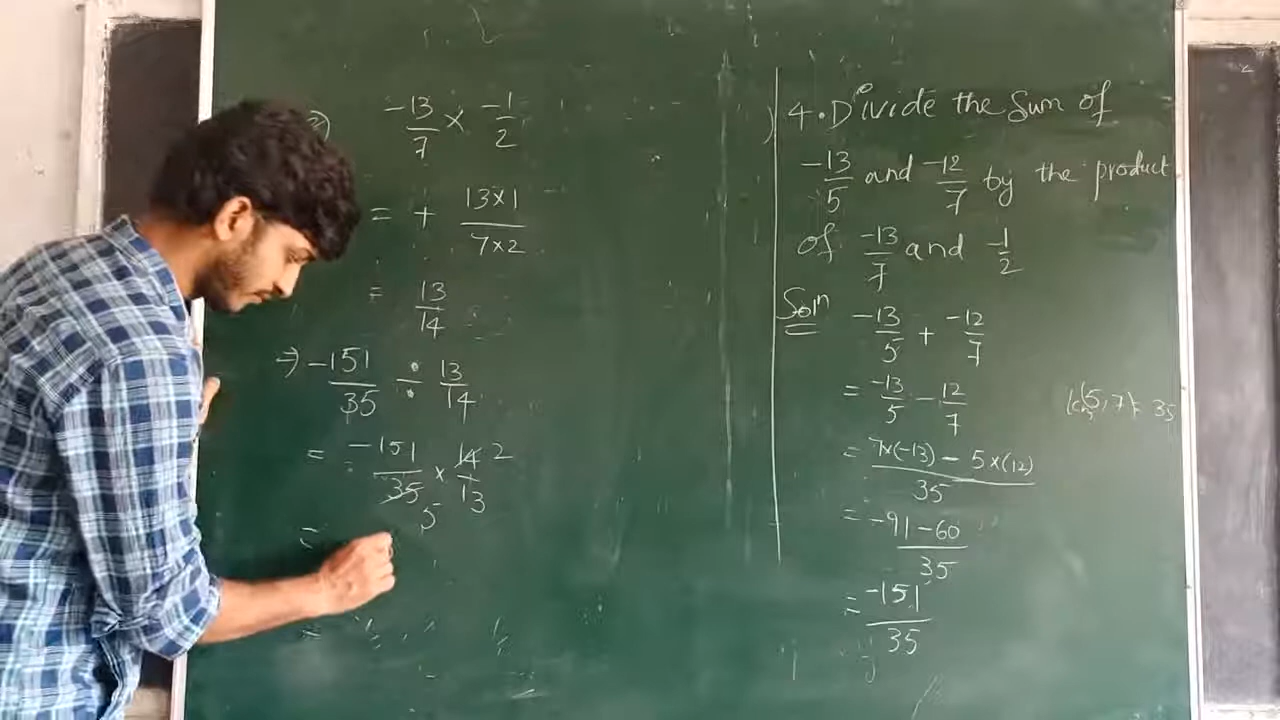 4. Divide the sum of
-13/5 and -12/7 by the product
of -13/7 and -1/2
Soln
-13/5 + -12/7
= -13/5 - 12/7
lcm(5,7) = 35
= 7×(-13) - 5×(12) / 35
= -91-60 / 35
= -151/35
-13/7 × -1/2
= + 13×1 / 7×2
= 13/14
-151/35 ÷ 13/14
= -151/35 × 14/13 2
5
=
=